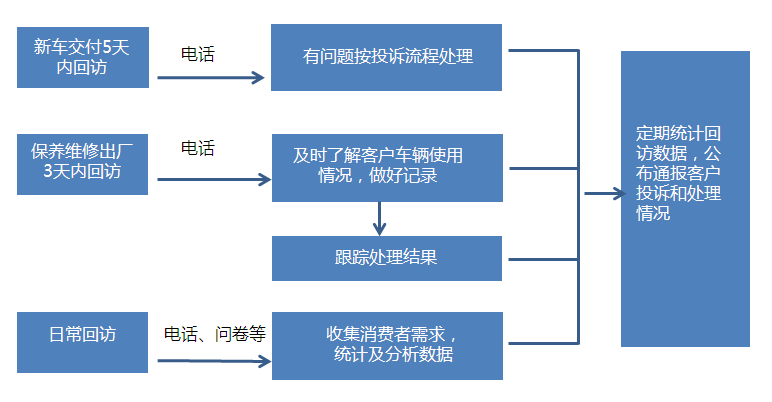 新车交付5天
内回访
电话
有问题按投诉流程处理
保养维修出厂
3天内回访
电话
及时了解客户车辆使用
情况，做好记录
跟踪处理结果
日常回访
电话、问卷等
收集消费者需求，
统计及分析数据
定期统计回
访数据，公
布通报客户
投诉和处理
情况